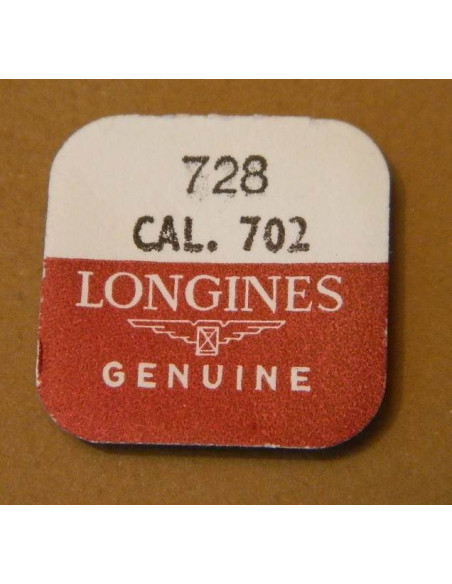 728
CAL. 702
LONGINES
GENUINE